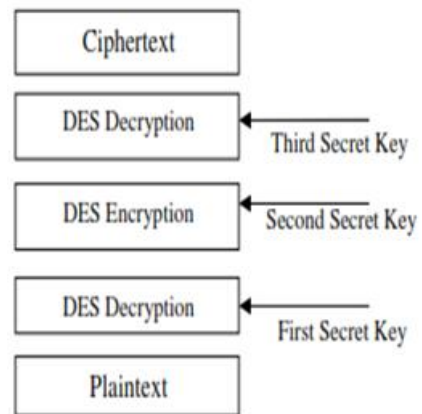 Ciphertext
DES Decryption
Third Secret Key
DES Encryption
Second Secret Key
DES Decryption
First Secret Key
Plaintext